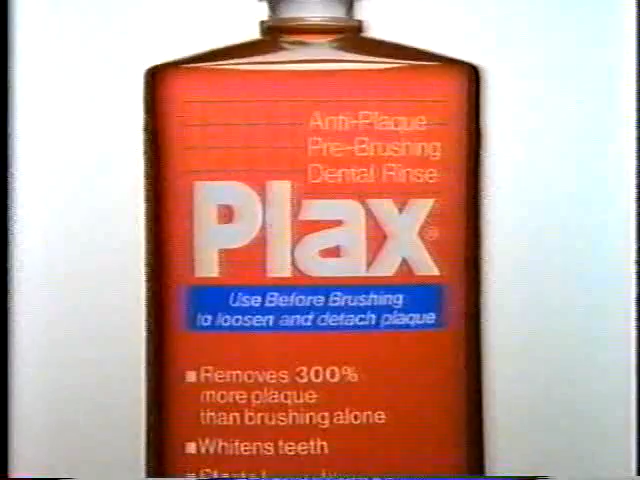 Anti-Plaque
Pre-Brushing
Dental Rinse
Plax®
Use Before Brushing
to loosen and detach plaque
■Removes 300%
more plaque
than brushing alone
■Whitens teeth